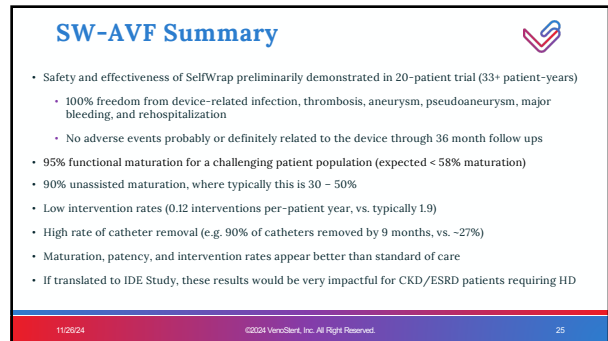 SW-AVF Summary
• Safety and effectiveness of SelfWrap preliminarily demonstrated in 20-patient trial (33+ patient-years)
• 100% freedom from device-related infection, thrombosis, aneurysm, pseudoaneurysm, major
bleeding, and rehospitalization
• No adverse events probably or definitely related to the device through 36 month follow ups
• 95% functional maturation for a challenging patient population (expected < 58% maturation)
• 90% unassisted maturation, where typically this is 30 – 50%
• Low intervention rates (0.12 interventions per-patient year, vs. typically 1.9)
• High rate of catheter removal (e.g. 90% of catheters removed by 9 months, vs. ~27%)
• Maturation, patency, and intervention rates appear better than standard of care
• If translated to IDE Study, these results would be very impactful for CKD/ESRD patients requiring HD
11/26/24 ©2024 VenoStent, Inc. All Right Reserved. 25